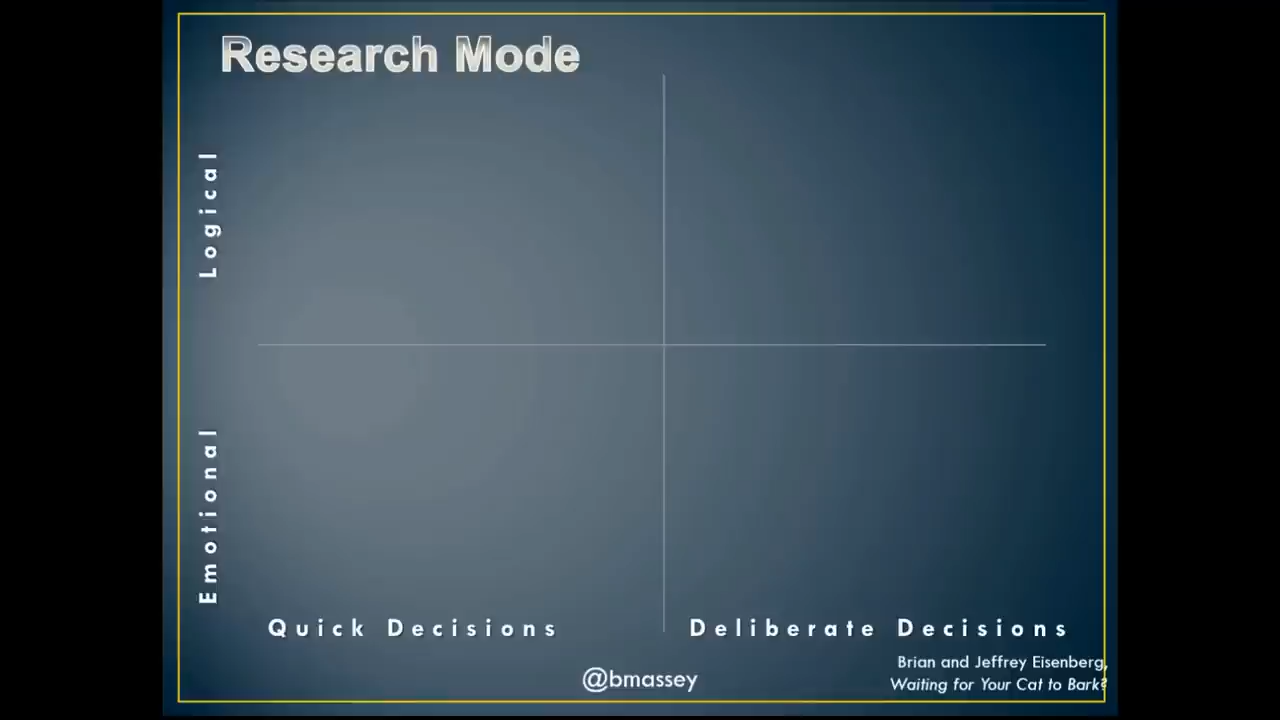 Research Mode
Logical
Emotional
Quick Decisions
Deliberate Decisions
Brian and Jeffrey Eisenberg,
Waiting for Your Cat to Bark?
@bmassey